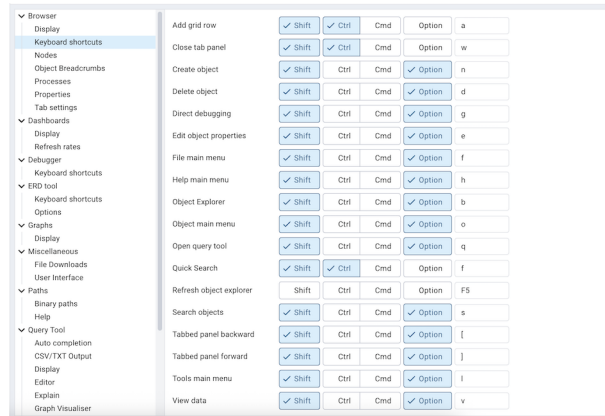 Browser
Display
Keyboard shortcuts
Nodes
Object Breadcrumbs
Processes
Properties
Tab settings
Dashboards
Display
Refresh rates
Debugger
Keyboard shortcuts
ERD tool
Keyboard shortcuts
Options
Graphs
Display
Miscellaneous
File Downloads
User Interface
Paths
Binary paths
Help
Query Tool
Auto completion
CSV/TXT Output
Display
Editor
Explain
Graph Visualiser
Add grid row Shift Ctrl Cmd Option a
Close tab panel Shift Ctrl Cmd Option w
Create object Shift Ctrl Cmd Option n
Delete object Shift Ctrl Cmd Option d
Direct debugging Shift Ctrl Cmd Option g
Edit object properties Shift Ctrl Cmd Option e
File main menu Shift Ctrl Cmd Option f
Help main menu Shift Ctrl Cmd Option h
Object Explorer Shift Ctrl Cmd Option b
Object main menu Shift Ctrl Cmd Option o
Open query tool Shift Ctrl Cmd Option q
Quick Search Shift Ctrl Cmd Option f
Refresh object explorer Shift Ctrl Cmd Option F5
Search objects Shift Ctrl Cmd Option s
Tabbed panel backward Shift Ctrl Cmd Option [
Tabbed panel forward Shift Ctrl Cmd Option ]
Tools main menu Shift Ctrl Cmd Option l
View data Shift Ctrl Cmd Option v